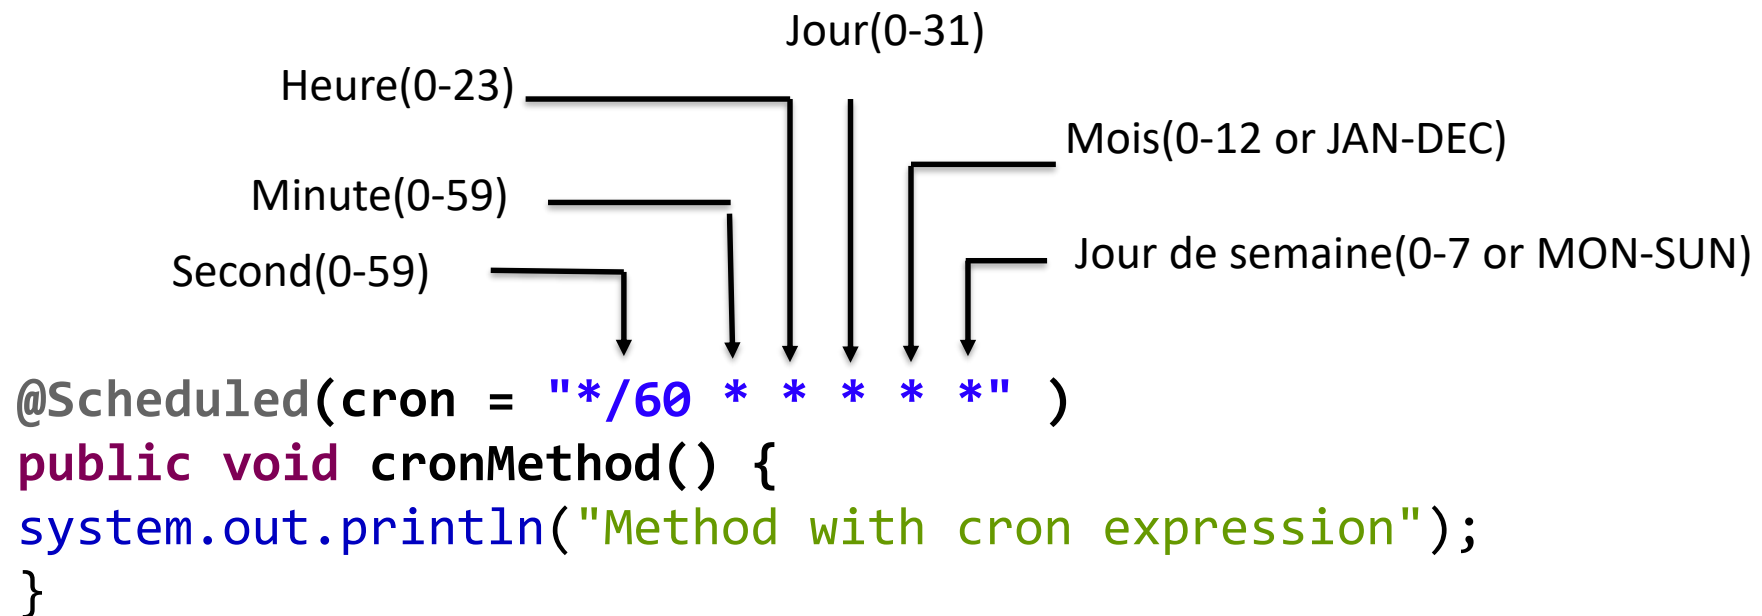 Jour(0-31)
Heure(0-23)
Mois(0-12 or JAN-DEC)
Minute(0-59)
Jour de semaine(0-7 or MON-SUN)
Second(0-59)
@Scheduled(cron = "*/60 * * * * *" )
public void cronMethod() {
system.out.println("Method with cron expression");
}